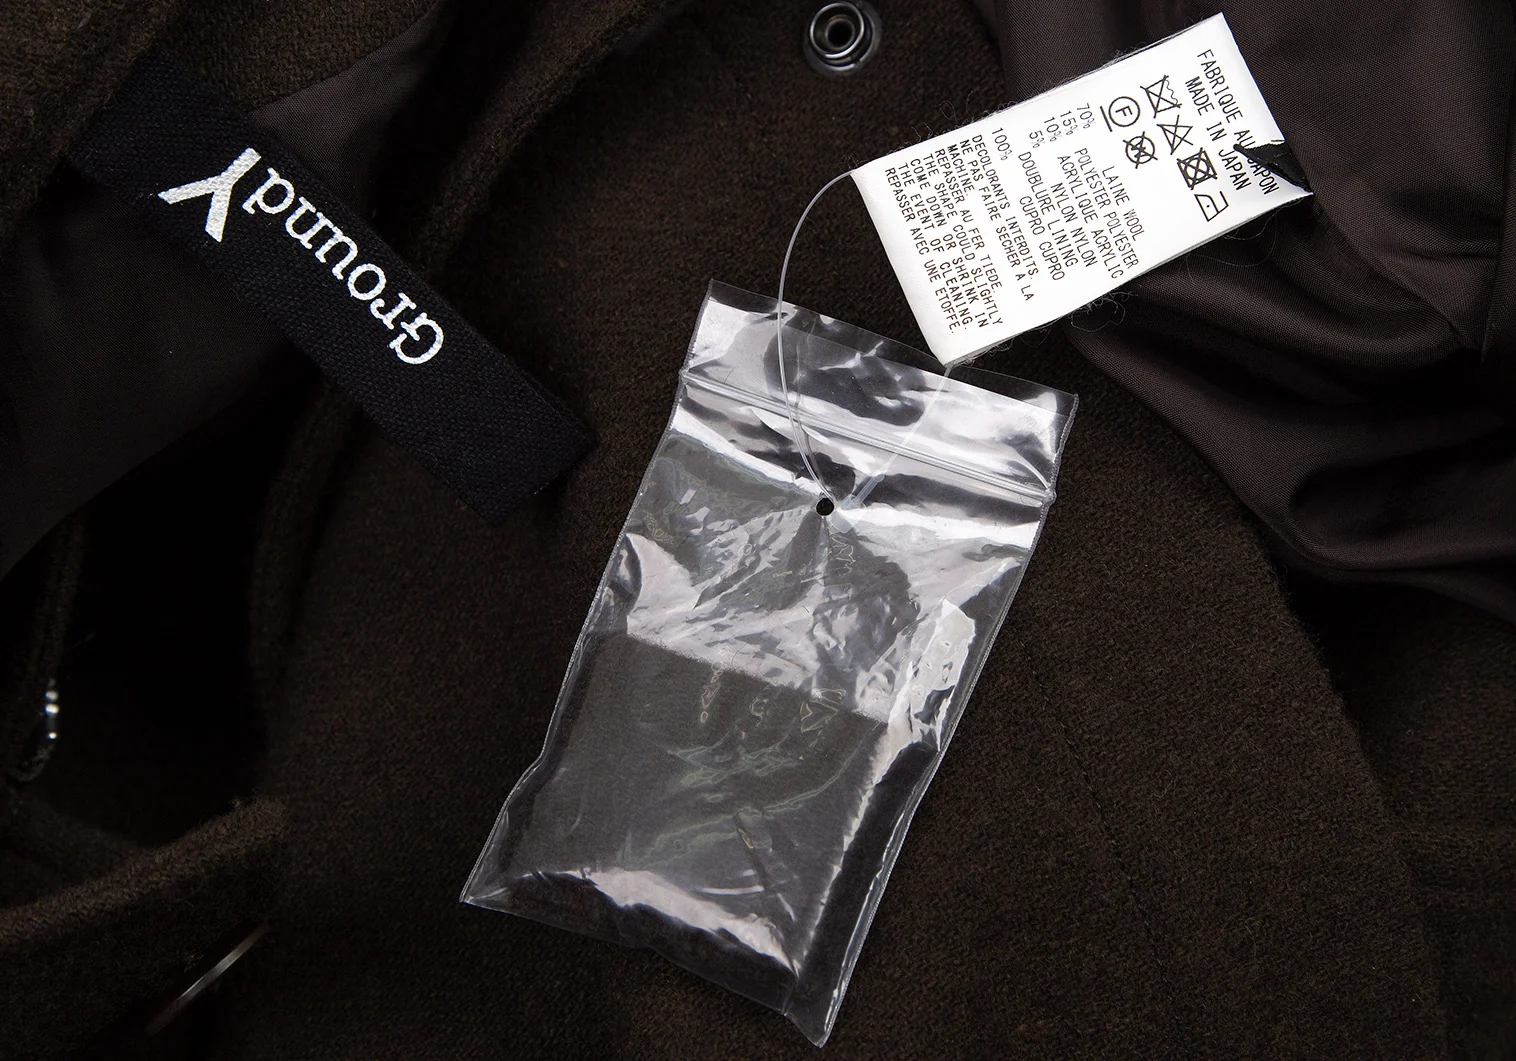 GroundY
FABRIQUE AU JAPON
MADE IN JAPAN
F
70% LAINE WOOL
15% POLYESTER POLYESTER
10% ACRYLIQUE ACRYLIC
5% NYLON NYLON
DOUBLURE LINING
100% CUPRO CUPRO
DECOLORANTS INTERDITS.
NE PAS FAIRE SECHER A LA
MACHINE.
REPASSER AU FER TIEDE.
THE SHAPE COULD SLIGHTLY
COME DOWN OR SHRINK IN
THE EVENT OF CLEANING.
REPASSER AVEC UNE ETOFFE.